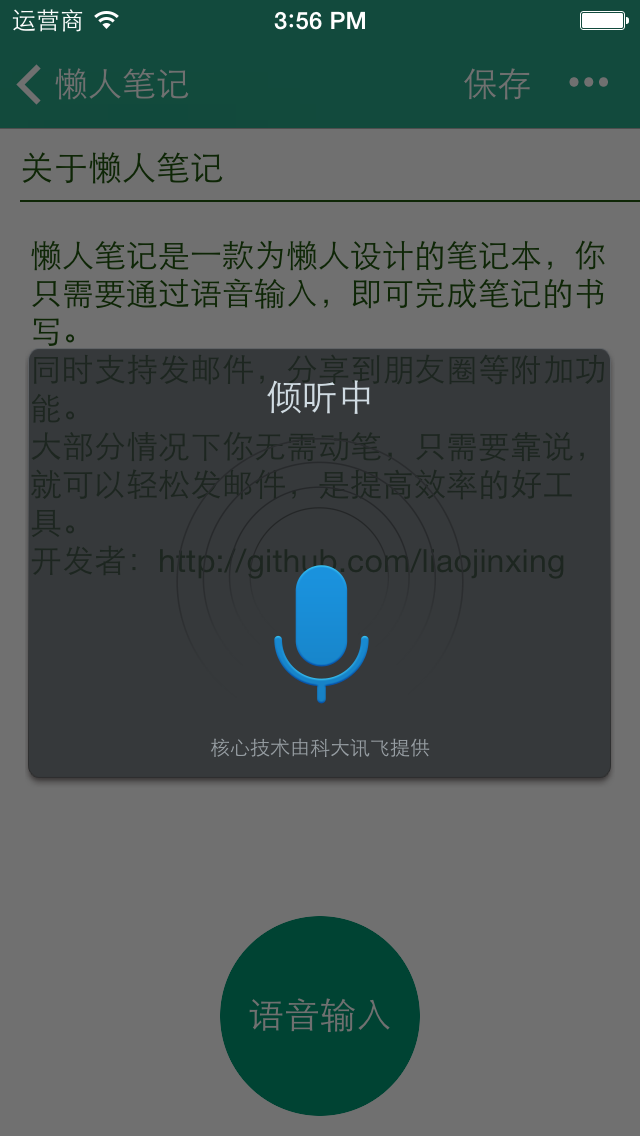 运营商 3:56 PM
懒人笔记 保存 •••
关于懒人笔记
懒人笔记是一款为懒人设计的笔记本，你
只需要通过语音输入，即可完成笔记的书
写。
同时支持发邮件，分享到朋友圈等附加功
能。
倾听中
大部分情况下你无需动笔，只需要靠说，
就可以轻松发邮件，是提高效率的好工
具。
开发者：http://github.com/liaojinxing
核心技术由科大讯飞提供
语音输入